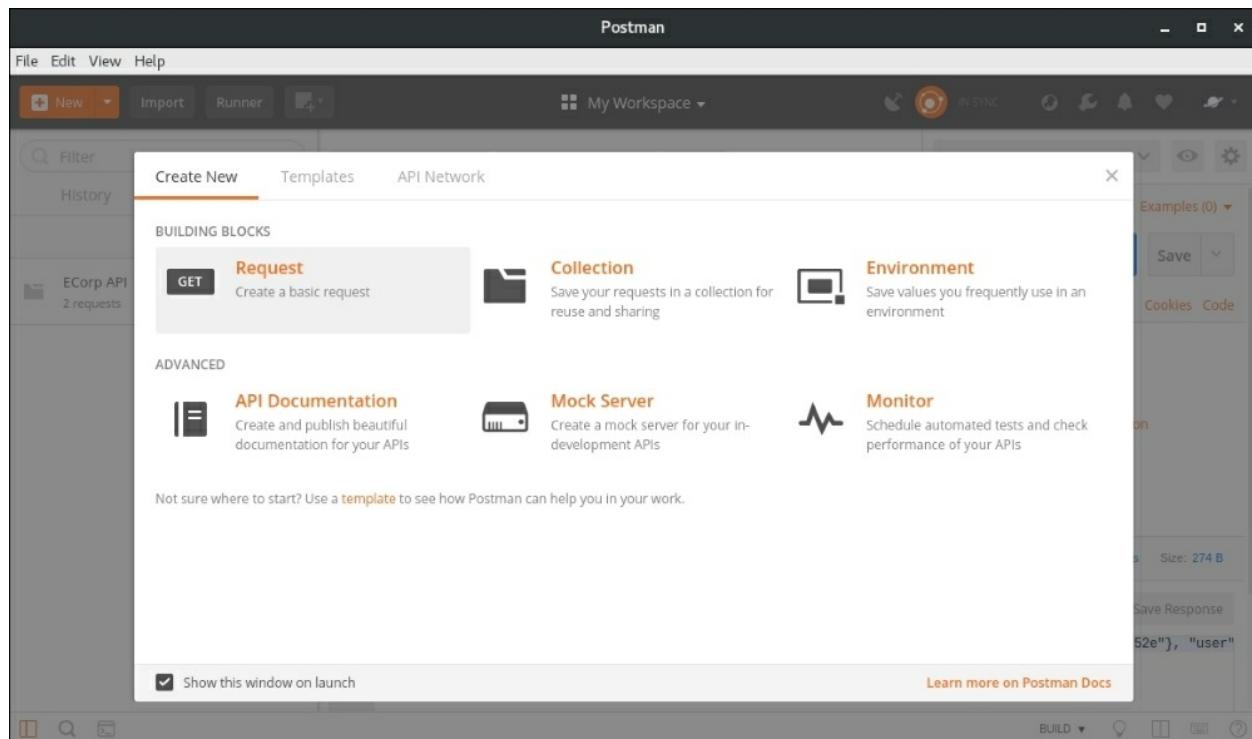 Postman
File Edit View Help
New Import Runner My Workspace IN SYNC
Filter
History
Examples (0)
Save
ECorp API
2 requests
Cookies Code
Create New Templates API Network
BUILDING BLOCKS
GET
Request
Create a basic request
Collection
Save your requests in a collection for
reuse and sharing
Environment
Save values you frequently use in an
environment
ADVANCED
API Documentation
Create and publish beautiful
documentation for your APIs
Mock Server
Create a mock server for your in-
development APIs
Monitor
Schedule automated tests and check
performance of your APIs
Not sure where to start? Use a template to see how Postman can help you in your work.
Size: 274 B
Save Response
52e"}, "user"
Show this window on launch
Learn more on Postman Docs
BUILD